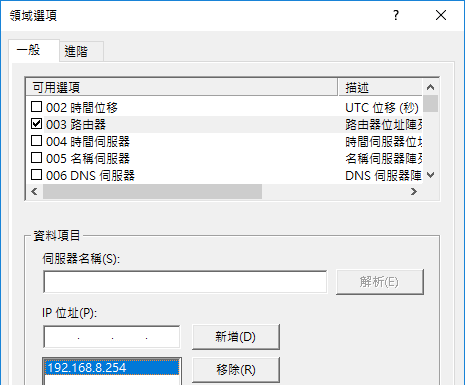 領域選項
一般 進階
可用選項 描述
002 時間位移 UTC 位移 (秒)
003 路由器 路由器位址陣列
004 時間伺服器 時間伺服器位址
005 名稱伺服器 名稱伺服器陣列
006 DNS 伺服器 DNS 伺服器陣
資料項目
伺服器名稱(S):
解析(E)
IP 位址(P):
. . . 新增(D)
192.168.8.254 移除(R)